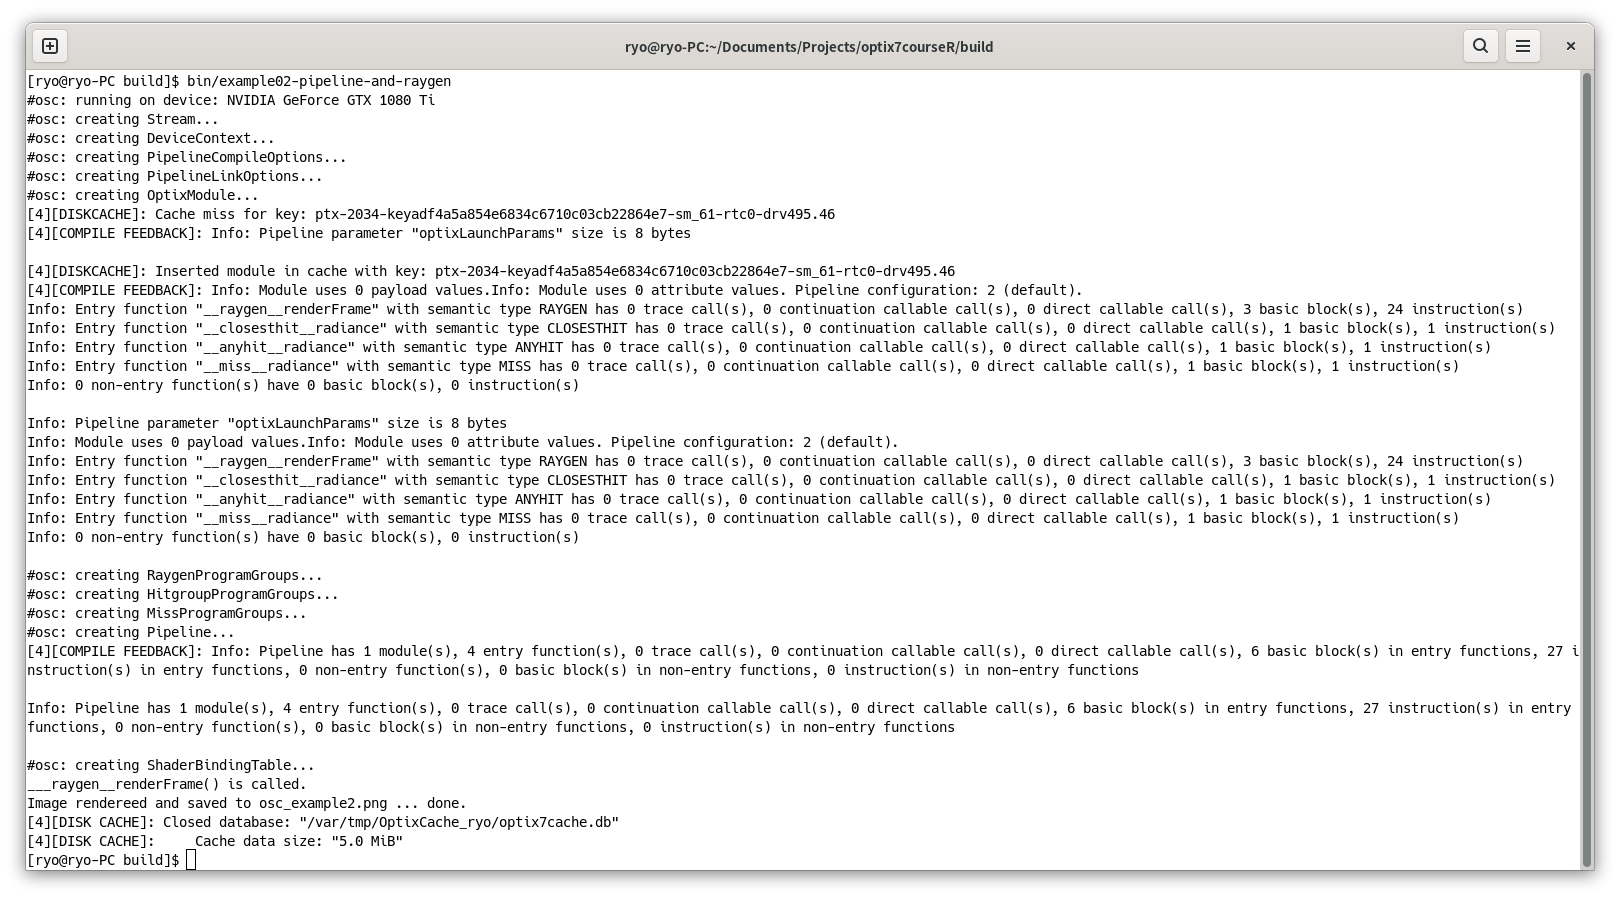 ryo@ryo-PC:~/Documents/Projects/optix7courseR/build
[ryo@ryo-PC build]$ bin/example02-pipeline-and-raygen
#osc: running on device: NVIDIA GeForce GTX 1080 Ti
#osc: creating Stream...
#osc: creating DeviceContext...
#osc: creating PipelineCompileOptions...
#osc: creating PipelineLinkOptions...
#osc: creating OptixModule...
[4][DISKCACHE]: Cache miss for key: ptx-2034-keyadf4a5a854e6834c6710c03cb22864e7-sm_61-rtc0-drv495.46
[4][COMPILE FEEDBACK]: Info: Pipeline parameter "optixLaunchParams" size is 8 bytes
[4][DISKCACHE]: Inserted module in cache with key: ptx-2034-keyadf4a5a854e6834c6710c03cb22864e7-sm_61-rtc0-drv495.46
[4][COMPILE FEEDBACK]: Info: Module uses 0 payload values.Info: Module uses 0 attribute values. Pipeline configuration: 2 (default).
Info: Entry function "__raygen__renderFrame" with semantic type RAYGEN has 0 trace call(s), 0 continuation callable call(s), 0 direct callable call(s), 3 basic block(s), 24 instruction(s)
Info: Entry function "__closesthit__radiance" with semantic type CLOSESTHIT has 0 trace call(s), 0 continuation callable call(s), 0 direct callable call(s), 1 basic block(s), 1 instruction(s)
Info: Entry function "__anyhit__radiance" with semantic type ANYHIT has 0 trace call(s), 0 continuation callable call(s), 0 direct callable call(s), 1 basic block(s), 1 instruction(s)
Info: Entry function "__miss__radiance" with semantic type MISS has 0 trace call(s), 0 continuation callable call(s), 0 direct callable call(s), 1 basic block(s), 1 instruction(s)
Info: 0 non-entry function(s) have 0 basic block(s), 0 instruction(s)
Info: Pipeline parameter "optixLaunchParams" size is 8 bytes
Info: Module uses 0 payload values.Info: Module uses 0 attribute values. Pipeline configuration: 2 (default).
Info: Entry function "__raygen__renderFrame" with semantic type RAYGEN has 0 trace call(s), 0 continuation callable call(s), 0 direct callable call(s), 3 basic block(s), 24 instruction(s)
Info: Entry function "__closesthit__radiance" with semantic type CLOSESTHIT has 0 trace call(s), 0 continuation callable call(s), 0 direct callable call(s), 1 basic block(s), 1 instruction(s)
Info: Entry function "__anyhit__radiance" with semantic type ANYHIT has 0 trace call(s), 0 continuation callable call(s), 0 direct callable call(s), 1 basic block(s), 1 instruction(s)
Info: Entry function "__miss__radiance" with semantic type MISS has 0 trace call(s), 0 continuation callable call(s), 0 direct callable call(s), 1 basic block(s), 1 instruction(s)
Info: 0 non-entry function(s) have 0 basic block(s), 0 instruction(s)
#osc: creating RaygenProgramGroups...
#osc: creating HitgroupProgramGroups...
#osc: creating MissProgramGroups...
#osc: creating Pipeline...
[4][COMPILE FEEDBACK]: Info: Pipeline has 1 module(s), 4 entry function(s), 0 trace call(s), 0 continuation callable call(s), 0 direct callable call(s), 6 basic block(s) in entry functions, 27 i
nstruction(s) in entry functions, 0 non-entry function(s), 0 basic block(s) in non-entry functions, 0 instruction(s) in non-entry functions
Info: Pipeline has 1 module(s), 4 entry function(s), 0 trace call(s), 0 continuation callable call(s), 0 direct callable call(s), 6 basic block(s) in entry functions, 27 instruction(s) in entry
functions, 0 non-entry function(s), 0 basic block(s) in non-entry functions, 0 instruction(s) in non-entry functions
#osc: creating ShaderBindingTable...
___raygen__renderFrame() is called.
Image rendereed and saved to osc_example2.png ... done.
[4][DISK CACHE]: Closed database: "/var/tmp/OptixCache_ryo/optix7cache.db"
[4][DISK CACHE]:     Cache data size: "5.0 MiB"
[ryo@ryo-PC build]$